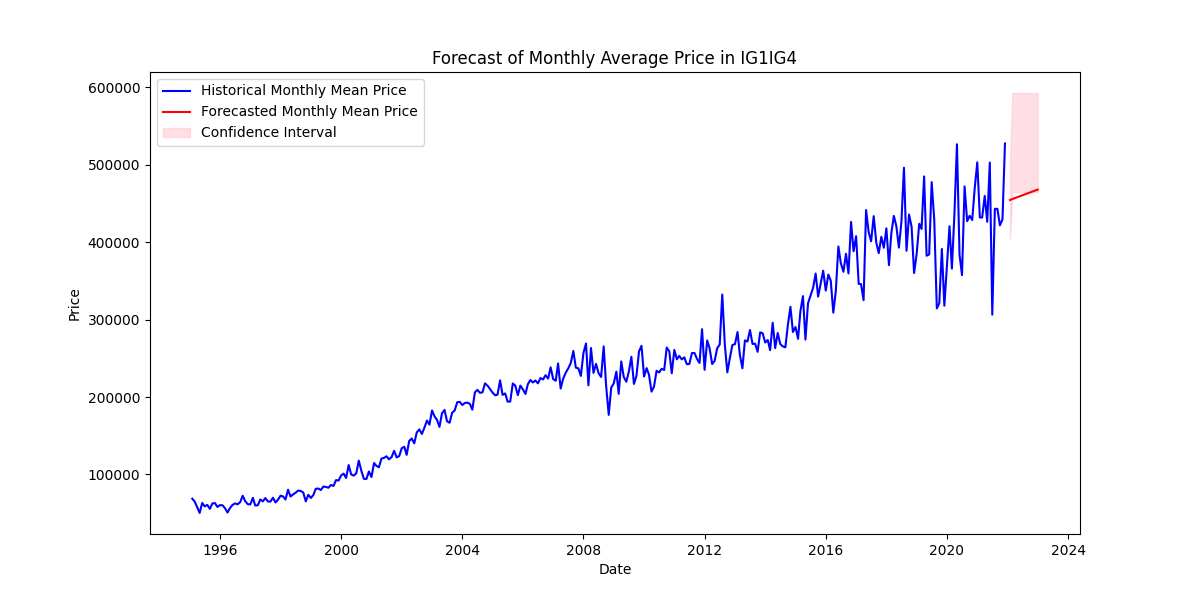 Forecast of Monthly Average Price in IG1IG4
Historical Monthly Mean Price
Forecasted Monthly Mean Price
Confidence Interval
600000
500000
400000
300000
200000
100000
Price
1996 2000 2004 2008 2012 2016 2020 2024
Date